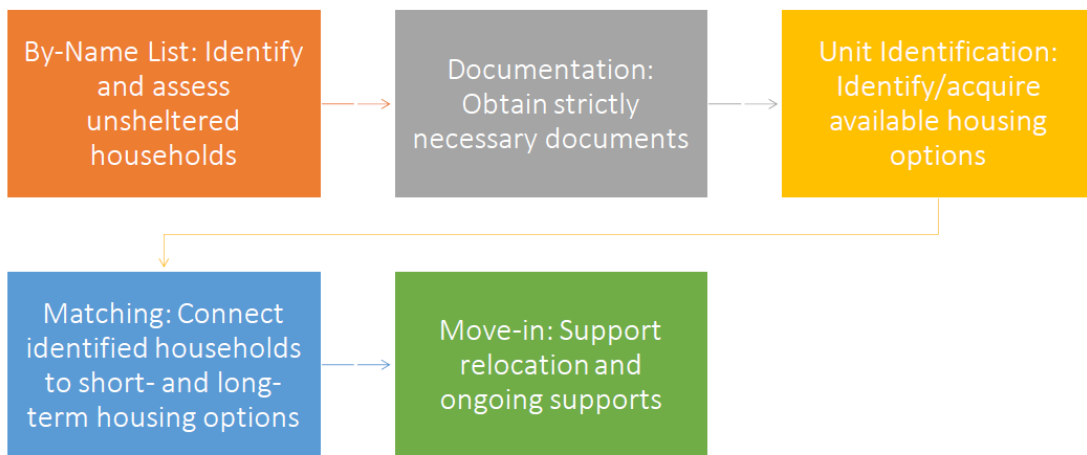 By-Name List: Identify
and assess
unsheltered
households
Documentation:
Obtain strictly
necessary documents
Unit Identification:
Identify/acquire
available housing
options
Matching: Connect
identified households
to short- and long-
term housing options
Move-in: Support
relocation and
ongoing supports